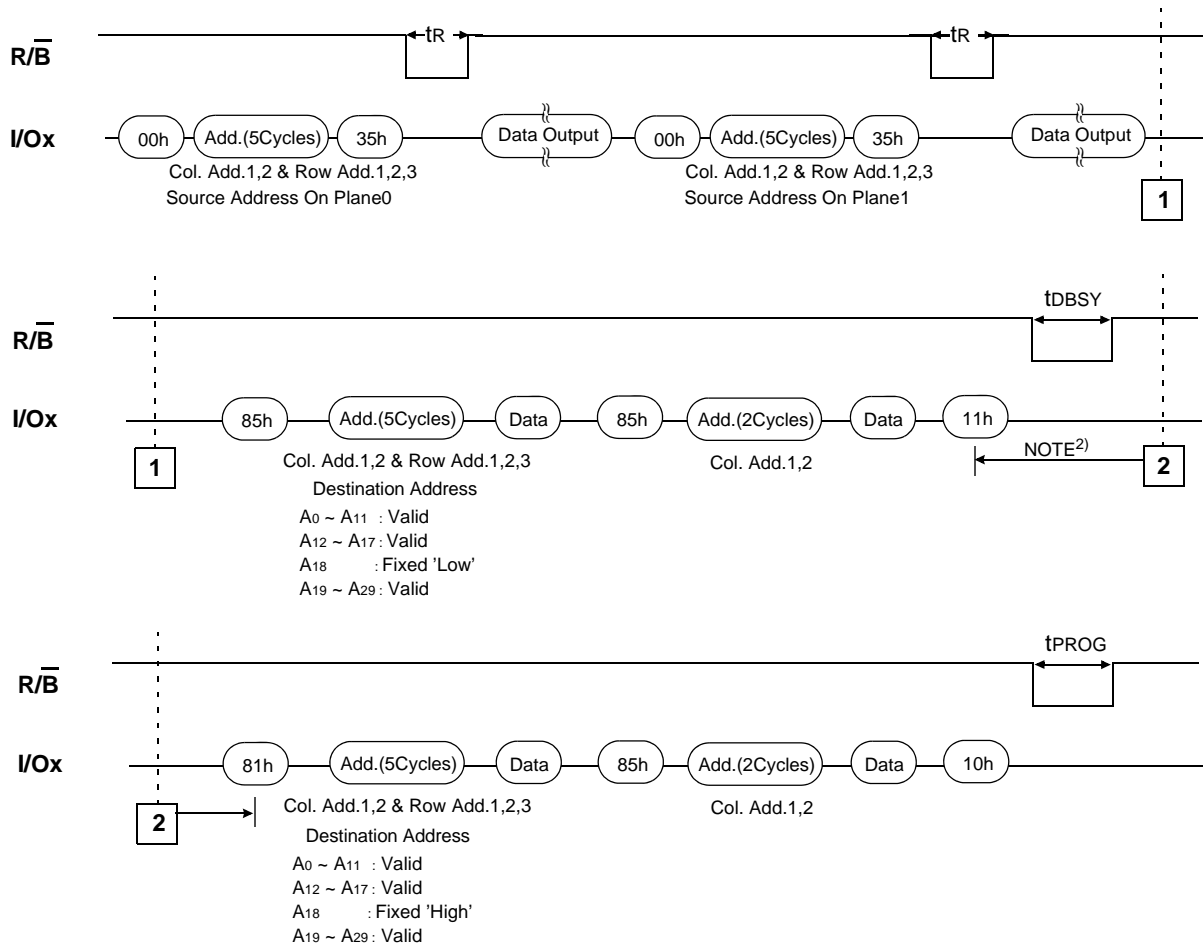 tR tR
R/B
I/Ox 00h Add.(5Cycles) 35h Data Output 00h Add.(5Cycles) 35h Data Output
Col. Add.1,2 & Row Add.1,2,3 Col. Add.1,2 & Row Add.1,2,3
Source Address On Plane0 Source Address On Plane1
1
tDBSY
R/B
I/Ox 85h Add.(5Cycles) Data 85h Add.(2Cycles) Data 11h
NOTE2)
1 Col. Add.1,2 & Row Add.1,2,3 Col. Add.1,2 2
Destination Address
A0 ~ A11 : Valid
A12 ~ A17 : Valid
A18 : Fixed 'Low'
A19 ~ A29 : Valid
tPROG
R/B
I/Ox 81h Add.(5Cycles) Data 85h Add.(2Cycles) Data 10h
2 Col. Add.1,2 & Row Add.1,2,3 Col. Add.1,2
Destination Address
A0 ~ A11 : Valid
A12 ~ A17 : Valid
A18 : Fixed 'High'
A19 ~ A29 : Valid